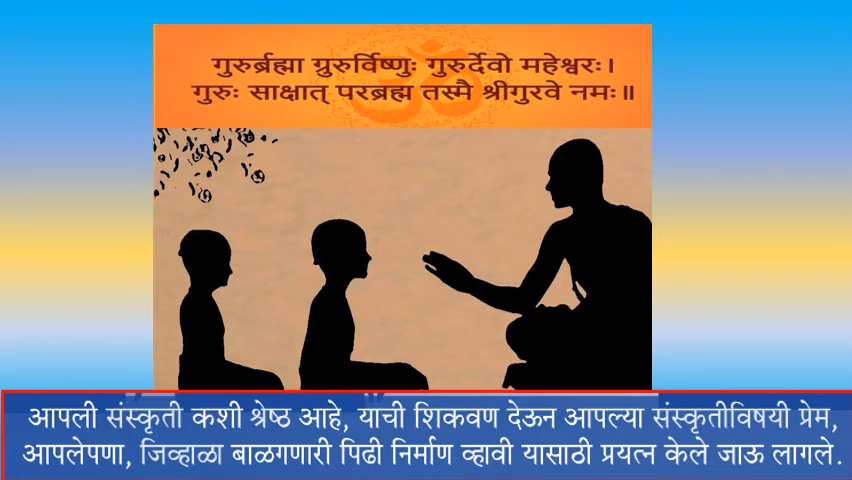 गुरुर्ब्रह्मा ग्रुरुर्विष्णुः गुरुर्देवो महेश्वरः।
गुरुः साक्षात् परब्रह्म तस्मै श्रीगुरवे नमः॥
आपली संस्कृती कशी श्रेष्ठ आहे, याची शिकवण देऊन आपल्या संस्कृतीविषयी प्रेम,
आपलेपणा, जिव्हाळा बाळगणारी पिढी निर्माण व्हावी यासाठी प्रयत्न केले जाऊ लागले.